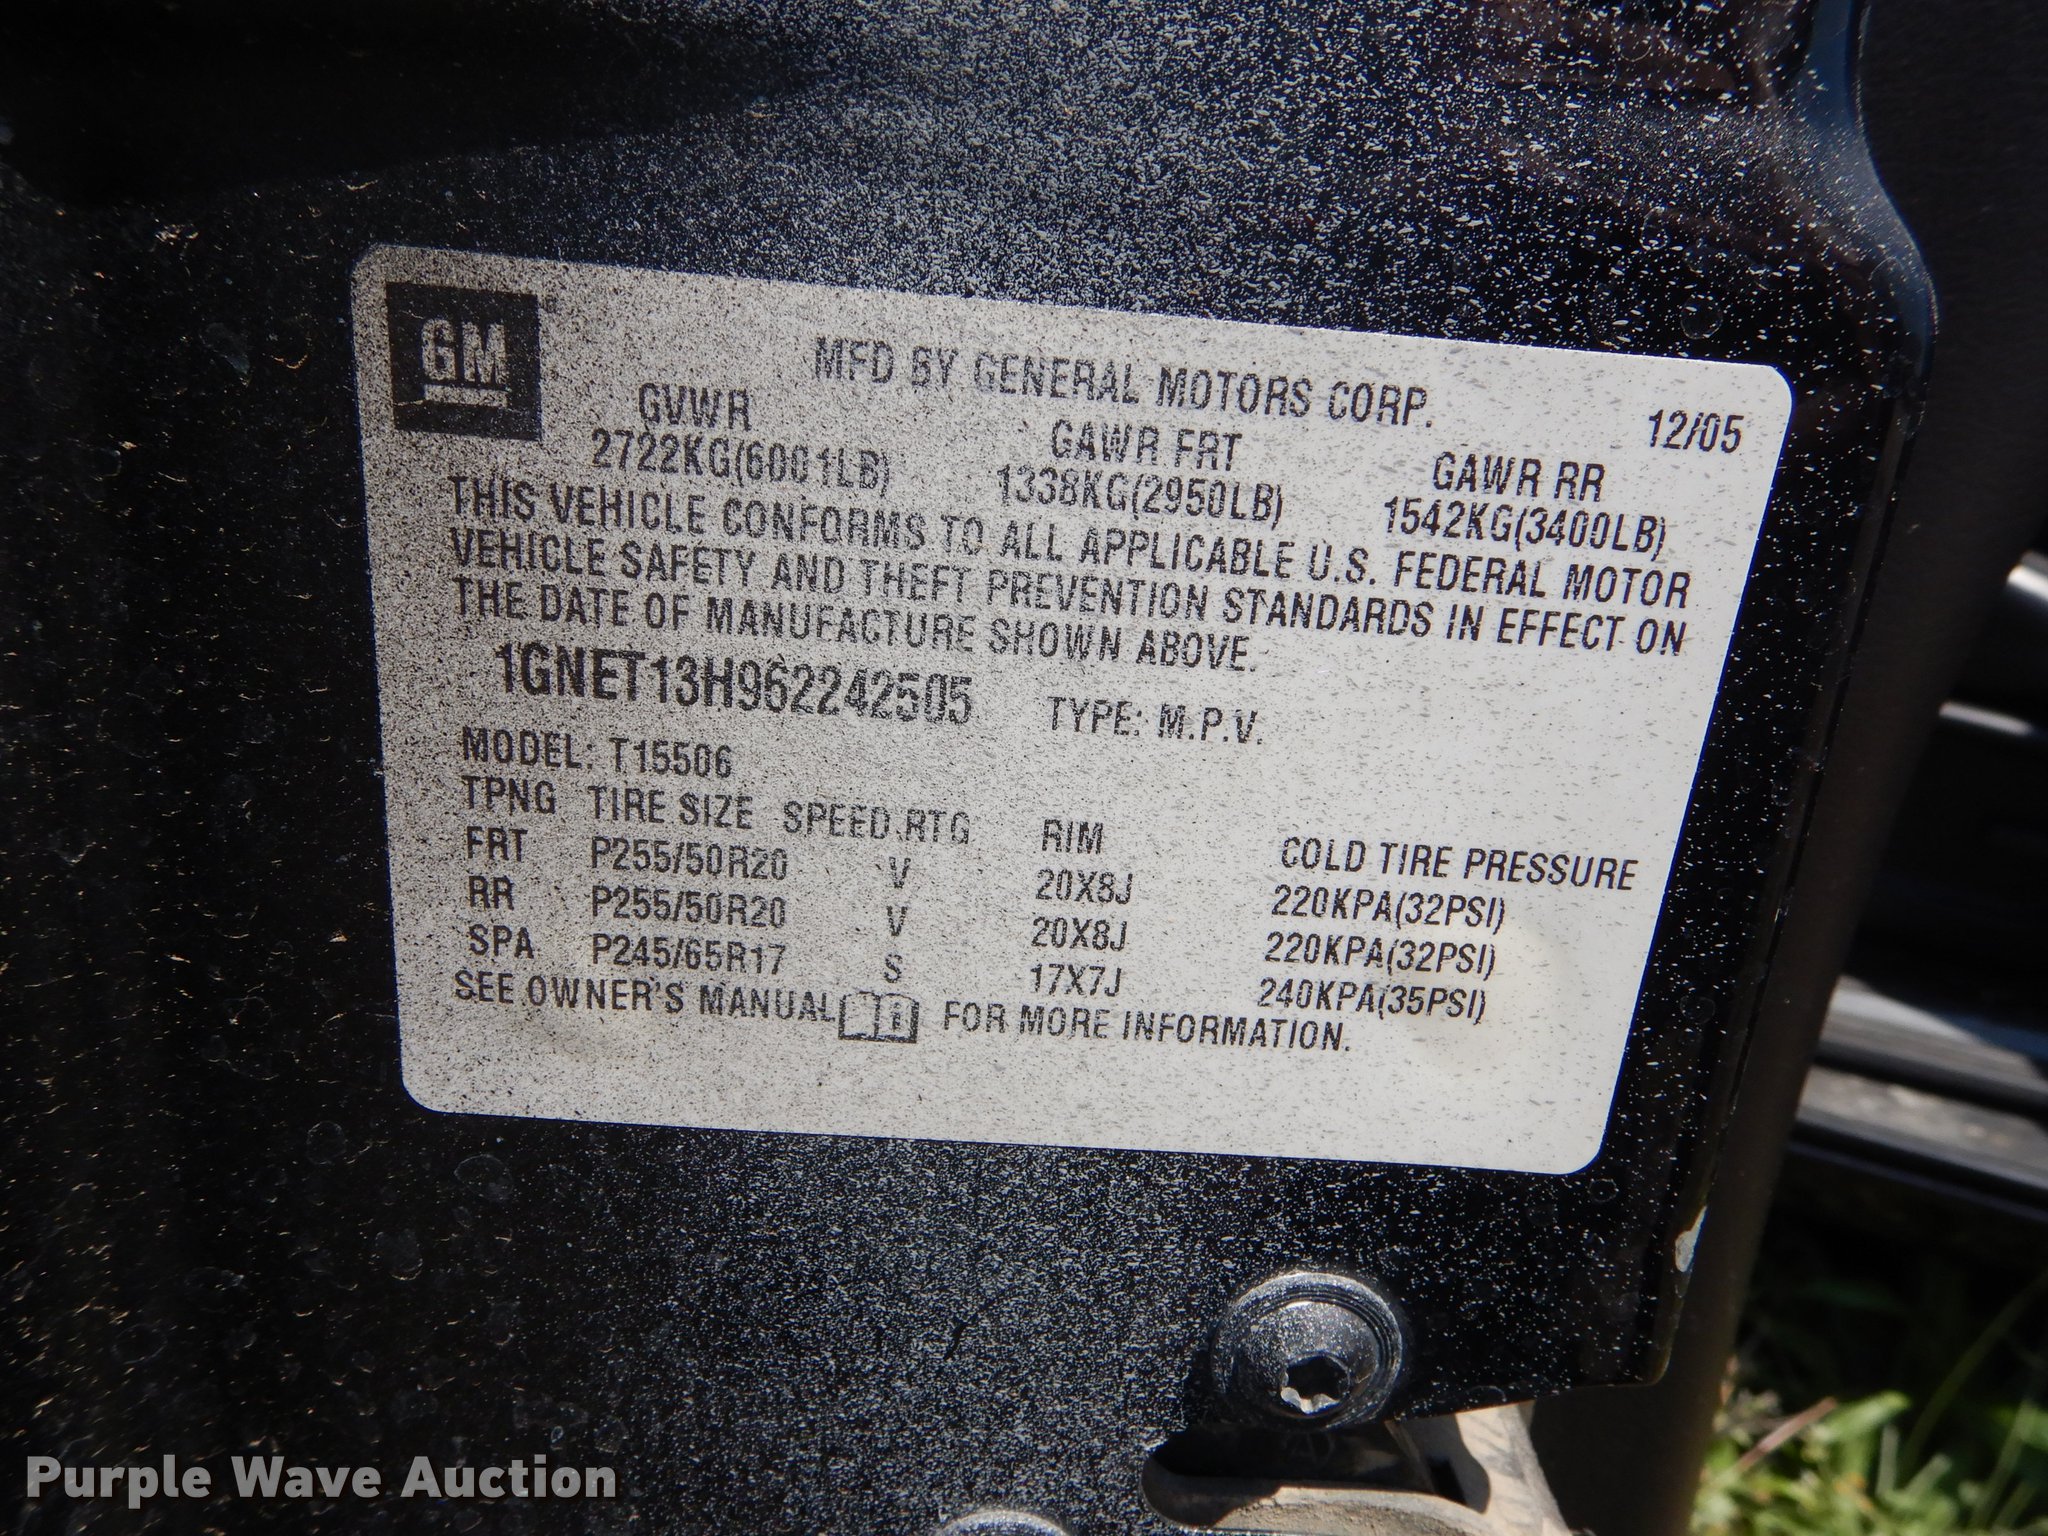 GM
MFD BY GENERAL MOTORS CORP.
12/05
GVWR GAWR FRT GAWR RR
2722KG(6001LB) 1338KG(2950LB) 1542KG(3400LB)
THIS VEHICLE CONFORMS TO ALL APPLICABLE U.S. FEDERAL MOTOR
VEHICLE SAFETY AND THEFT PREVENTION STANDARDS IN EFFECT ON
THE DATE OF MANUFACTURE SHOWN ABOVE.
1GNET13H962242505 TYPE: M.P.V.
MODEL: T15506
TPNG TIRE SIZE SPEED RTG RIM COLD TIRE PRESSURE
FRT P255/50R20 V 20X8J 220KPA(32PSI)
RR P255/50R20 V 20X8J 220KPA(32PSI)
SPA P245/65R17 S 17X7J 240KPA(35PSI)
SEE OWNER'S MANUAL i FOR MORE INFORMATION.
Purple Wave Auction